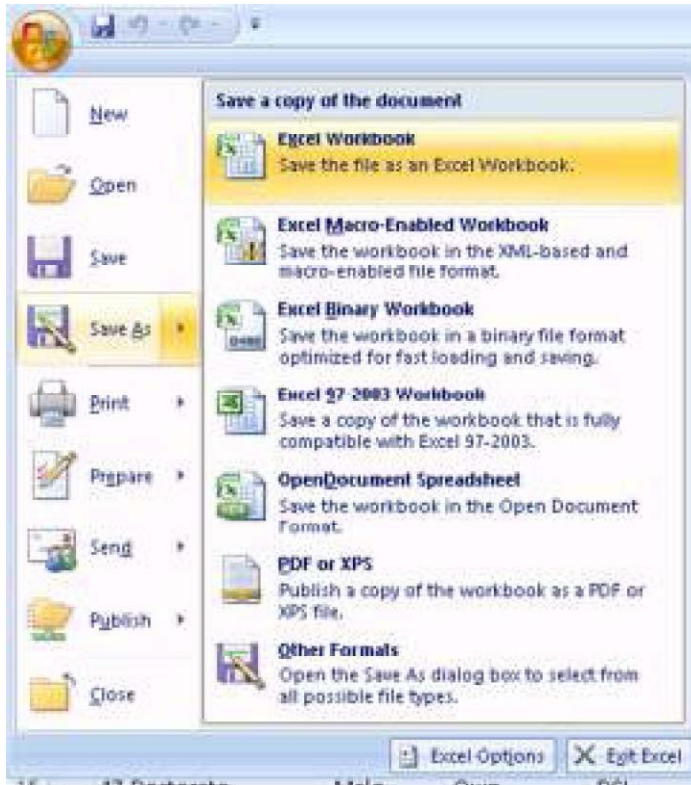 New
Open
Save
Save As
Print
Prepare
Send
Publish
Close
Save a copy of the document
Excel Workbook
Save the file as an Excel Workbook.
Excel Macro-Enabled Workbook
Save the workbook in the XML-based and
macro-enabled file format.
Excel Binary Workbook
Save the workbook in a binary file format
optimized for fast loading and saving.
Excel 97-2003 Workbook
Save a copy of the workbook that is fully
compatible with Excel 97-2003.
OpenDocument Spreadsheet
Save the workbook in the Open Document
Format.
PDF or XPS
Publish a copy of the workbook as a PDF or
XPS file.
Other Formats
Open the Save As dialog box to select from
all possible file types.
Excel Options
Exit Excel